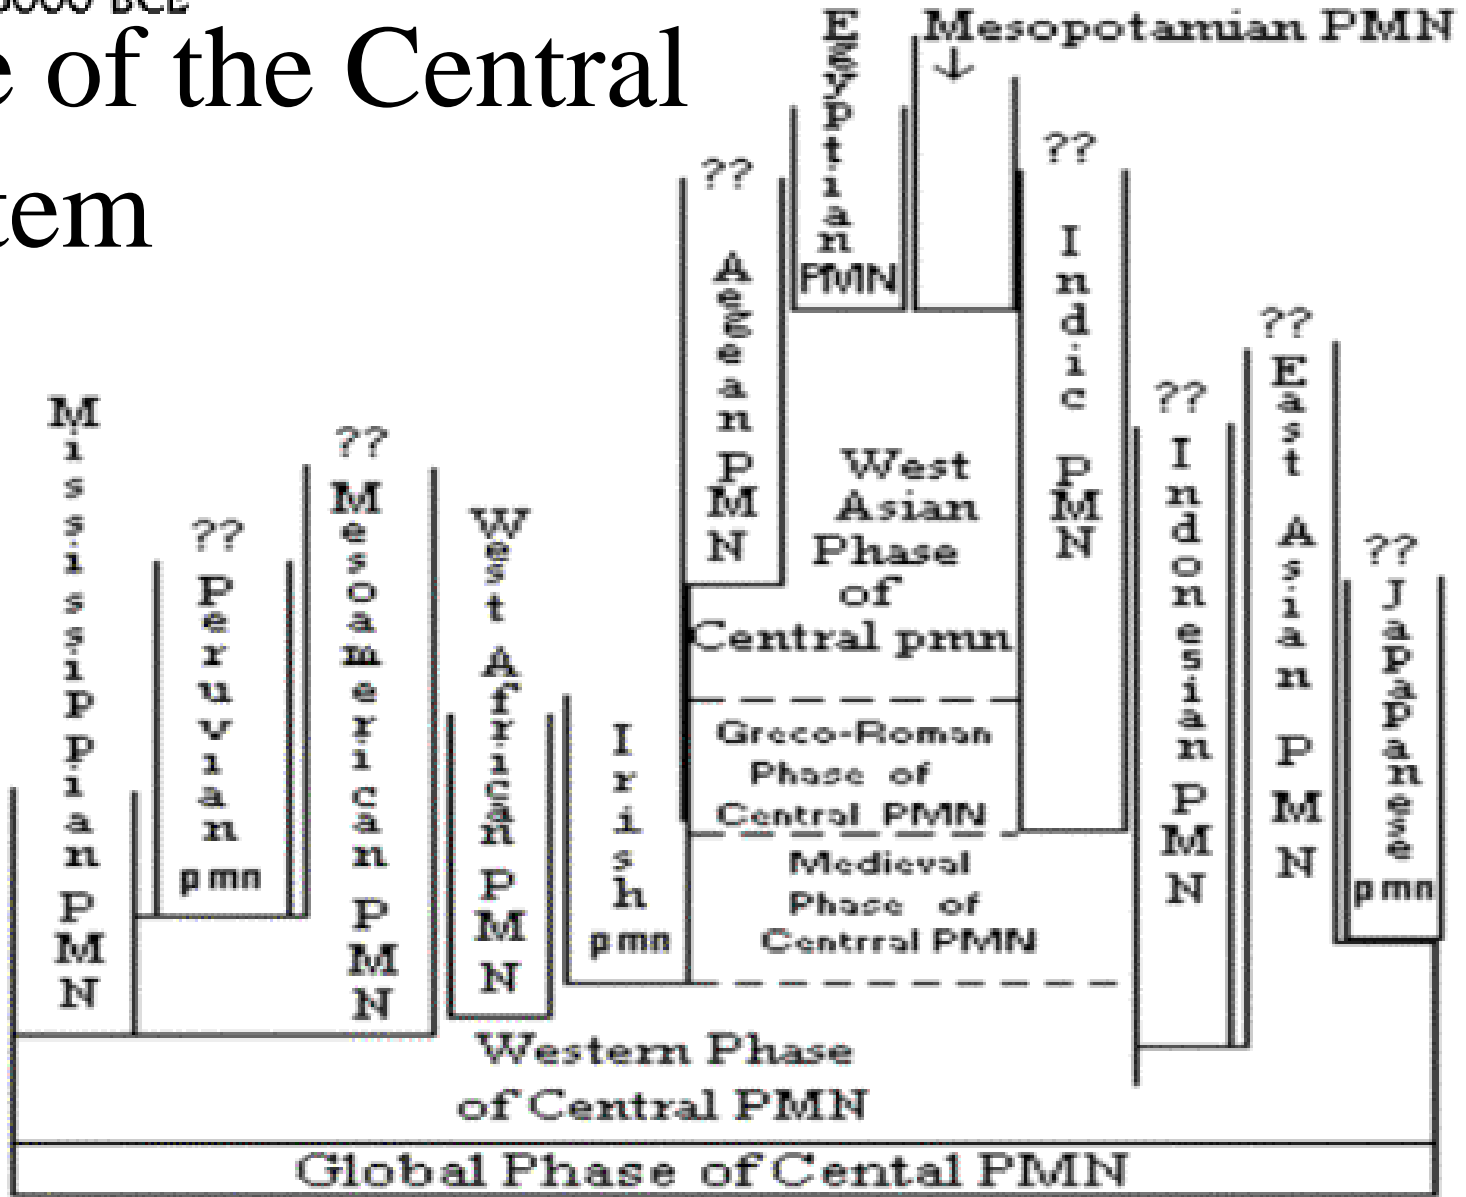 e of the Central
tem
Egyptian
PMN
Mesopotamian PMN
??
Aegean PMN
??
Indic PMN
??
East Asian PMN
??
Indonesian PMN
Mississippian PMN
??
Mesoamerican PMN
??
Peruvian
pmn
West African PMN
Irish
pmn
??
Japapanese
pmn
West
Asian
Phase
of
Central pmn
Greco-Roman
Phase of
Central PMN
Medieval
Phase of
Centrral PMN
Western Phase
of Central PMN
Global Phase of Cental PMN